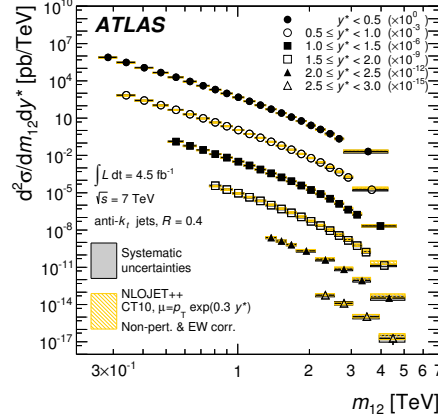 d²σ/dm₁₂dy* [pb/TeV]
10¹⁰
10⁷
10⁴
10
10⁻²
10⁻⁵
10⁻⁸
10⁻¹¹
10⁻¹⁴
10⁻¹⁷
ATLAS
y* < 0.5 (×10⁰)
0.5 ≤ y* < 1.0 (×10⁻³)
1.0 ≤ y* < 1.5 (×10⁻⁶)
1.5 ≤ y* < 2.0 (×10⁻⁹)
2.0 ≤ y* < 2.5 (×10⁻¹²)
2.5 ≤ y* < 3.0 (×10⁻¹⁵)
∫L dt = 4.5 fb⁻¹
√s = 7 TeV
anti-kₜ jets, R = 0.4
Systematic
uncertainties
NLOJET++
CT10, μ=p_T exp(0.3 y*)
Non-pert. & EW corr.
3×10⁻¹ 1 2 3 4 5 6 7
m₁₂ [TeV]